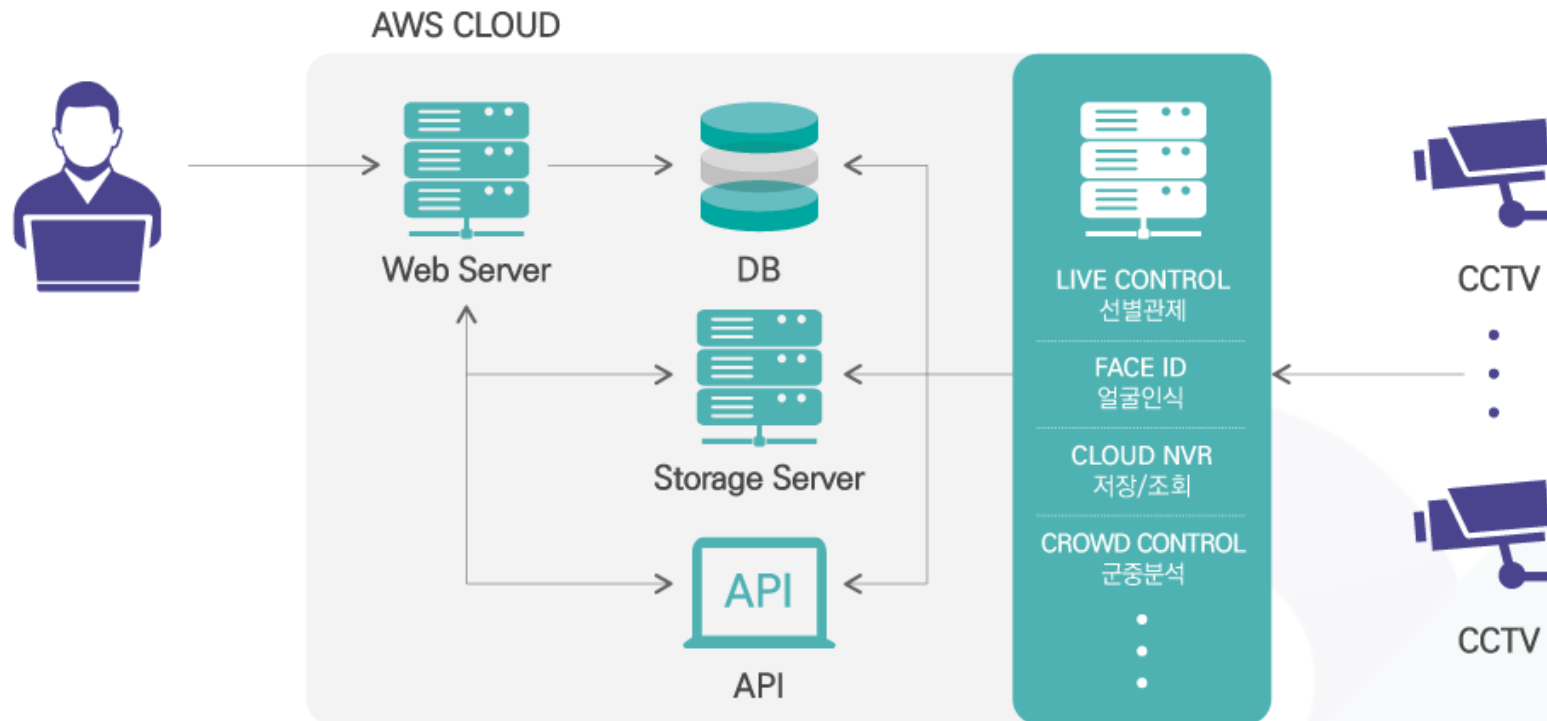 AWS CLOUD
Web Server
DB
Storage Server
API
API
LIVE CONTROL
선별관제
FACE ID
얼굴인식
CLOUD NVR
저장/조회
CROWD CONTROL
군중분석
CCTV
CCTV